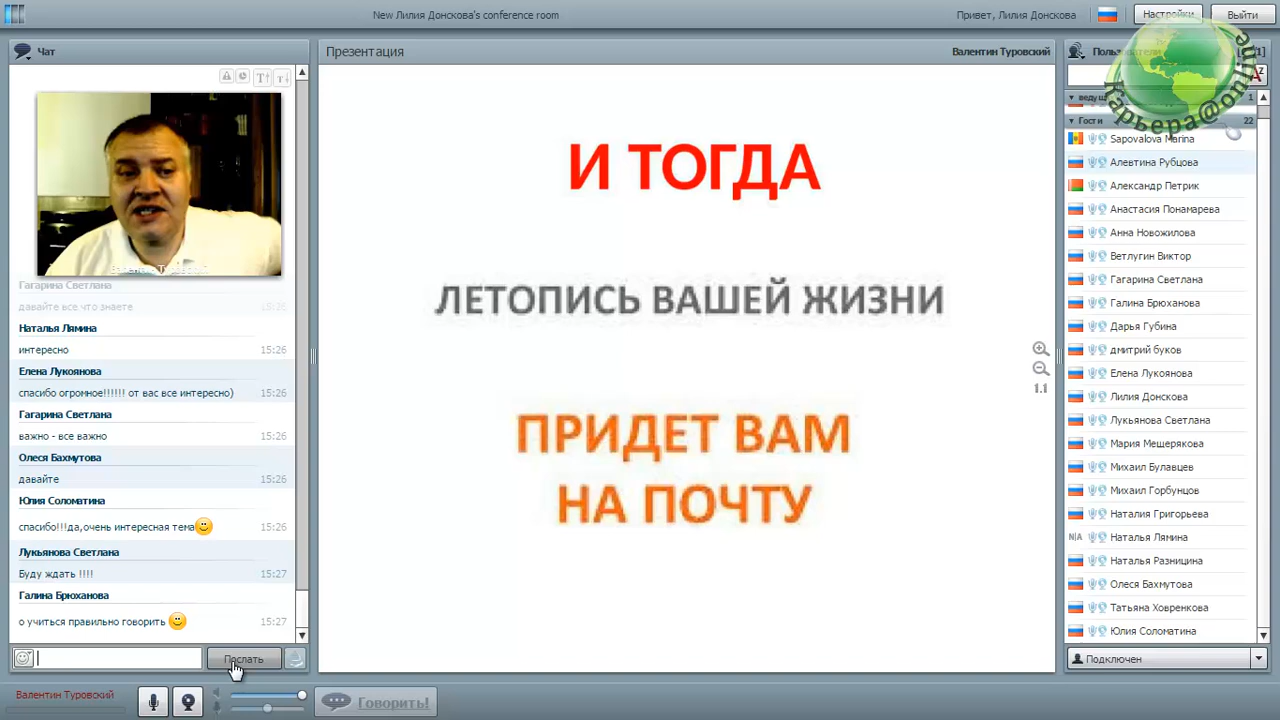 New Лилия Донскова's conference room
Привет, Лилия Донскова
Настройки
Выйти
Чат
Гагарина Светлана
давайте все что знаете 15:26
Наталья Лямина
интересно 15:26
Елена Лукоянова
спасибо огромное!!!!!! от вас все интересно) 15:26
Гагарина Светлана
важно - все важно 15:26
Олеся Бахмутова
давайте 15:26
Юлия Соломатина
спасибо!!!да,очень интересная тема 15:26
Лукьянова Светлана
Буду ждать !!!! 15:27
Галина Брюханова
о учиться правильно говорить 15:27
Послать
Валентин Туровский
Говорить!
Презентация
Валентин Туровский
И ТОГДА
ЛЕТОПИСЬ ВАШЕЙ ЖИЗНИ
ПРИДЕТ ВАМ
НА ПОЧТУ
1.1
Карьера@online
Гости 22
Sapovalova Marina
Алевтина Рубцова
Александр Петрик
Анастасия Понамарева
Анна Новожилова
Ветлугин Виктор
Гагарина Светлана
Галина Брюханова
Дарья Губина
дмитрий буков
Елена Лукоянова
Лилия Донскова
Лукьянова Светлана
Мария Мещерякова
Михаил Булавцев
Михаил Горбунцов
Наталия Григорьева
N/A Наталья Лямина
Наталья Разницина
Олеся Бахмутова
Татьяна Ховренкова
Юлия Соломатина
Подключен